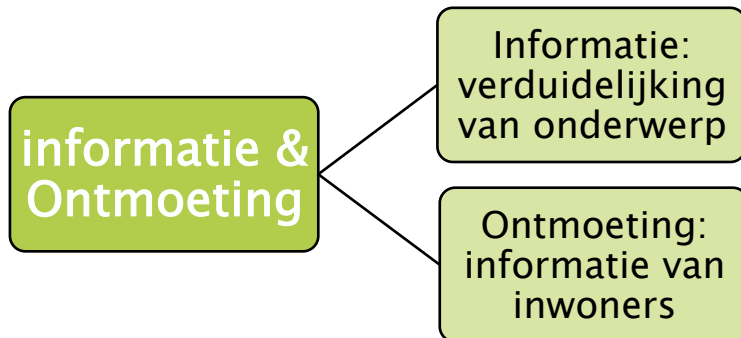 informatie &
Ontmoeting
Informatie:
verduidelijking
van onderwerp
Ontmoeting:
informatie van
inwoners